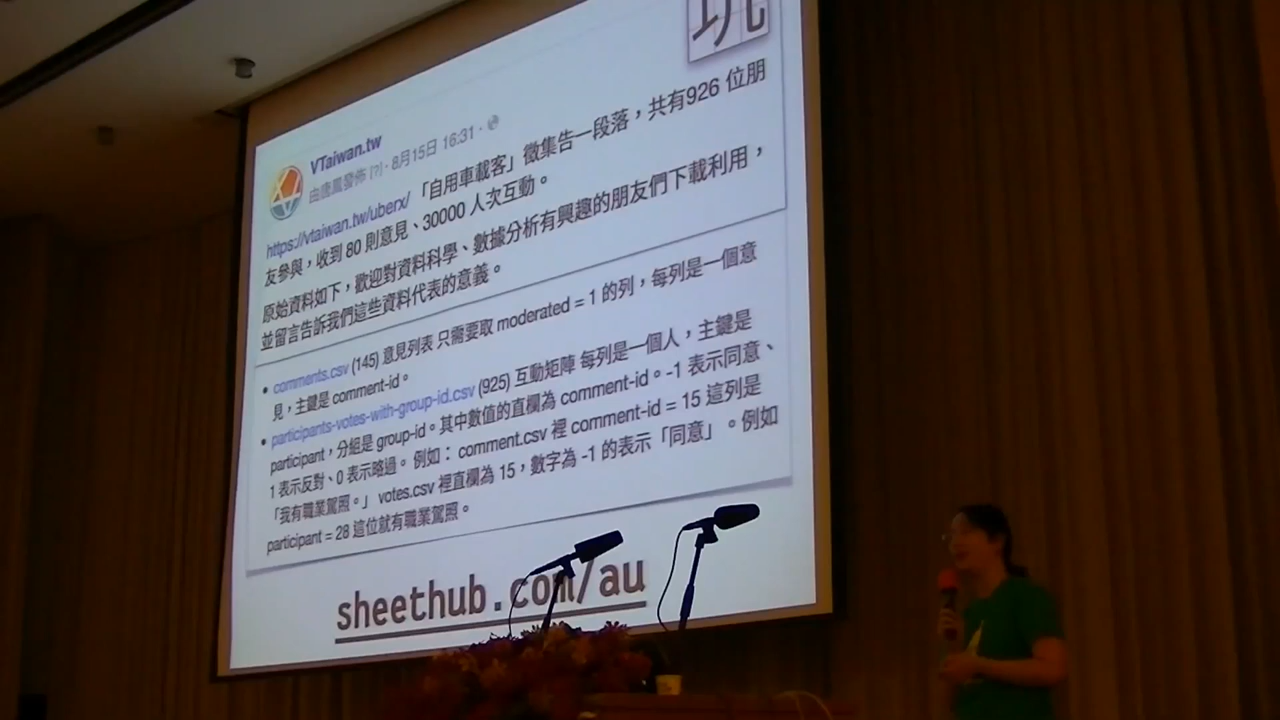 坑
VTaiwan.tw
由唐鳳發佈 [?] · 8月15日 16:31 ·
https://vtaiwan.tw/uberx/ 「自用車載客」徵集告一段落，共有926 位朋
友參與，收到 80 則意見、30000 人次互動。
原始資料如下，歡迎對資料科學、數據分析有興趣的朋友們下載利用，
並留言告訴我們這些資料代表的意義。
• comments.csv (145) 意見列表 只需要取 moderated = 1 的列，每列是一個意
見，主鍵是 comment-id。
• participants-votes-with-group-id.csv (925) 互動矩陣 每列是一個人，主鍵是
participant，分組是 group-id。其中數值的直欄為 comment-id。-1 表示同意、
1 表示反對、0 表示略過。 例如： comment.csv 裡 comment-id = 15 這列是
「我有職業駕照。」 votes.csv 裡直欄為 15，數字為 -1 的表示「同意」。例如
participant = 28 這位就有職業駕照。
sheethub.com/au